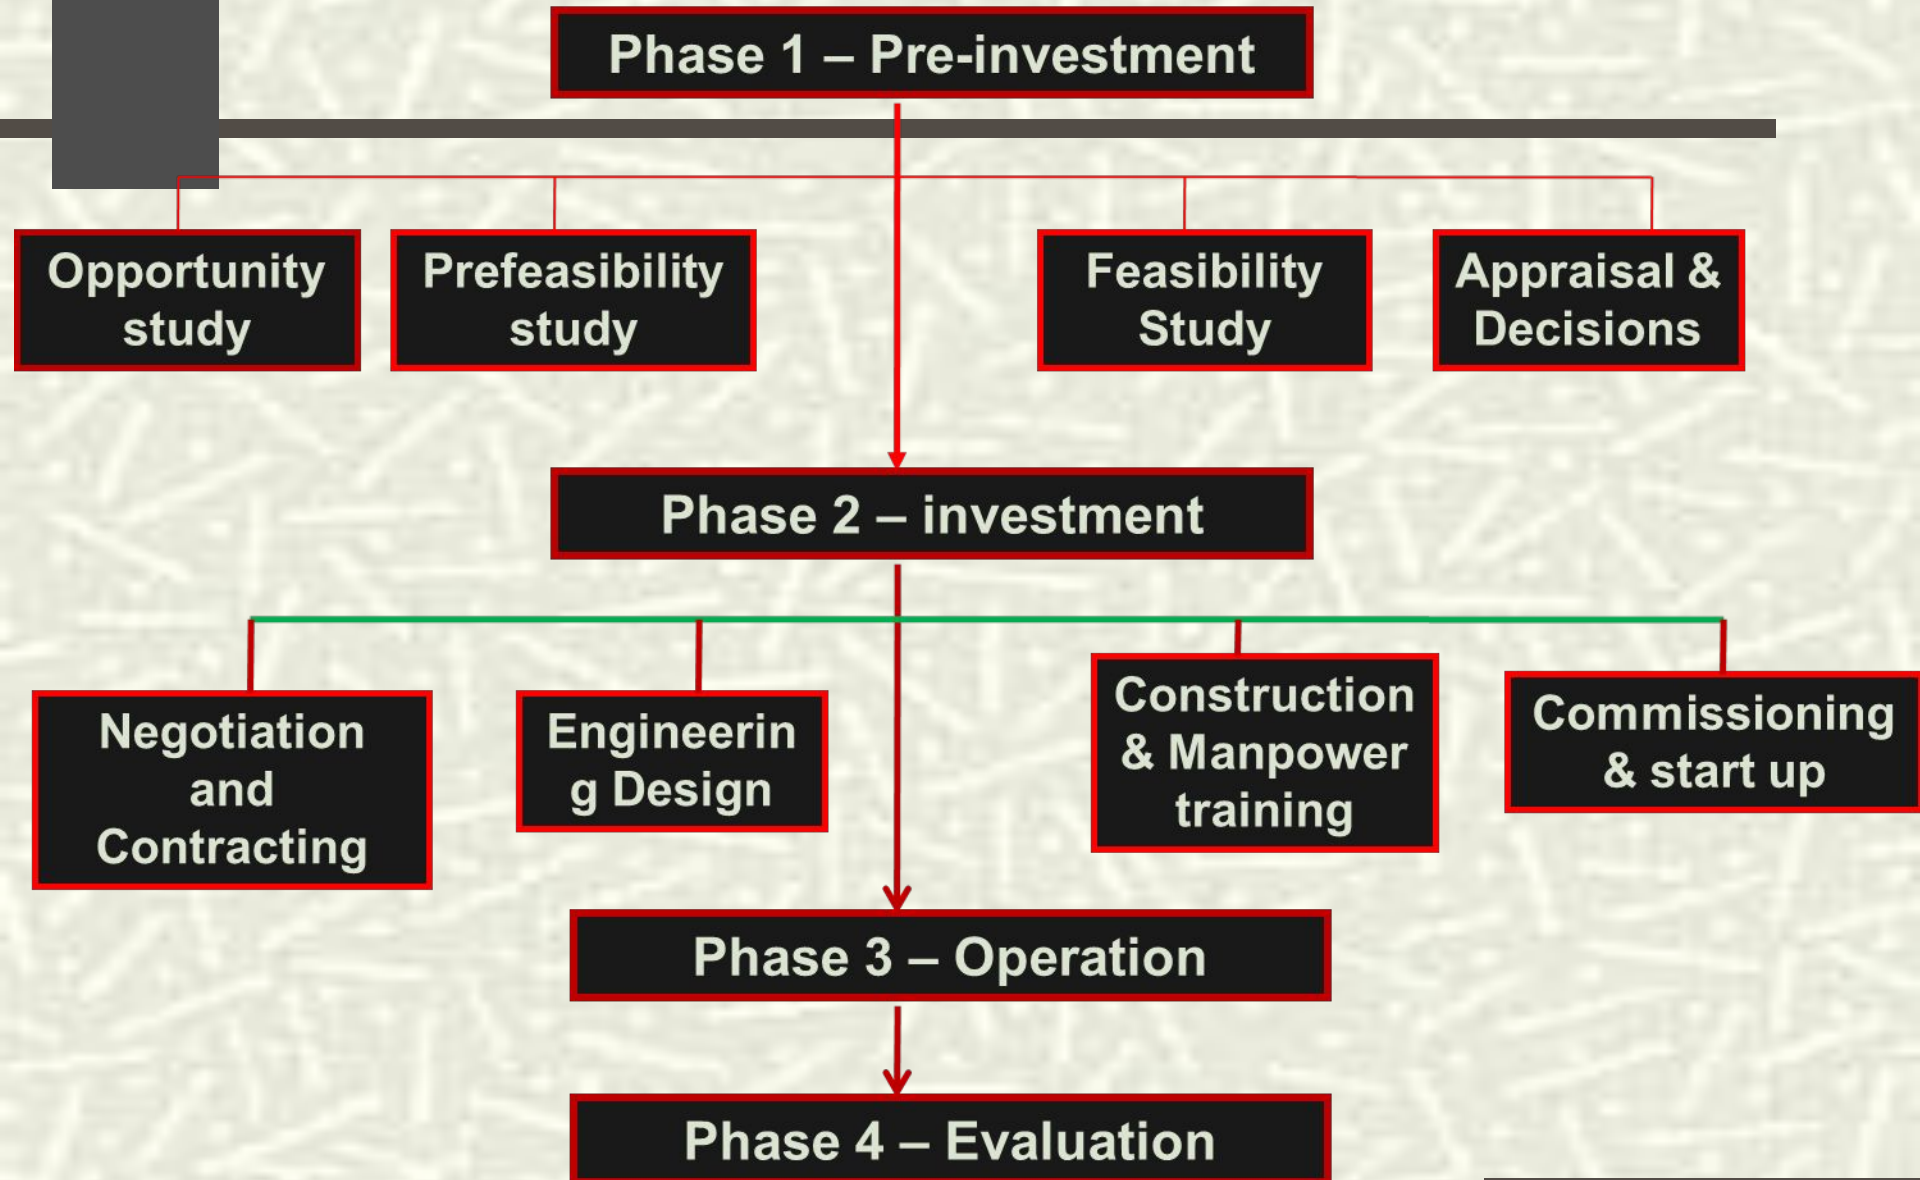 Phase 1 – Pre-investment
Opportunity
study
Prefeasibility
study
Feasibility
Study
Appraisal &
Decisions
Phase 2 – investment
Negotiation
and
Contracting
Engineerin
g Design
Construction
& Manpower
training
Commissioning
& start up
Phase 3 – Operation
Phase 4 – Evaluation